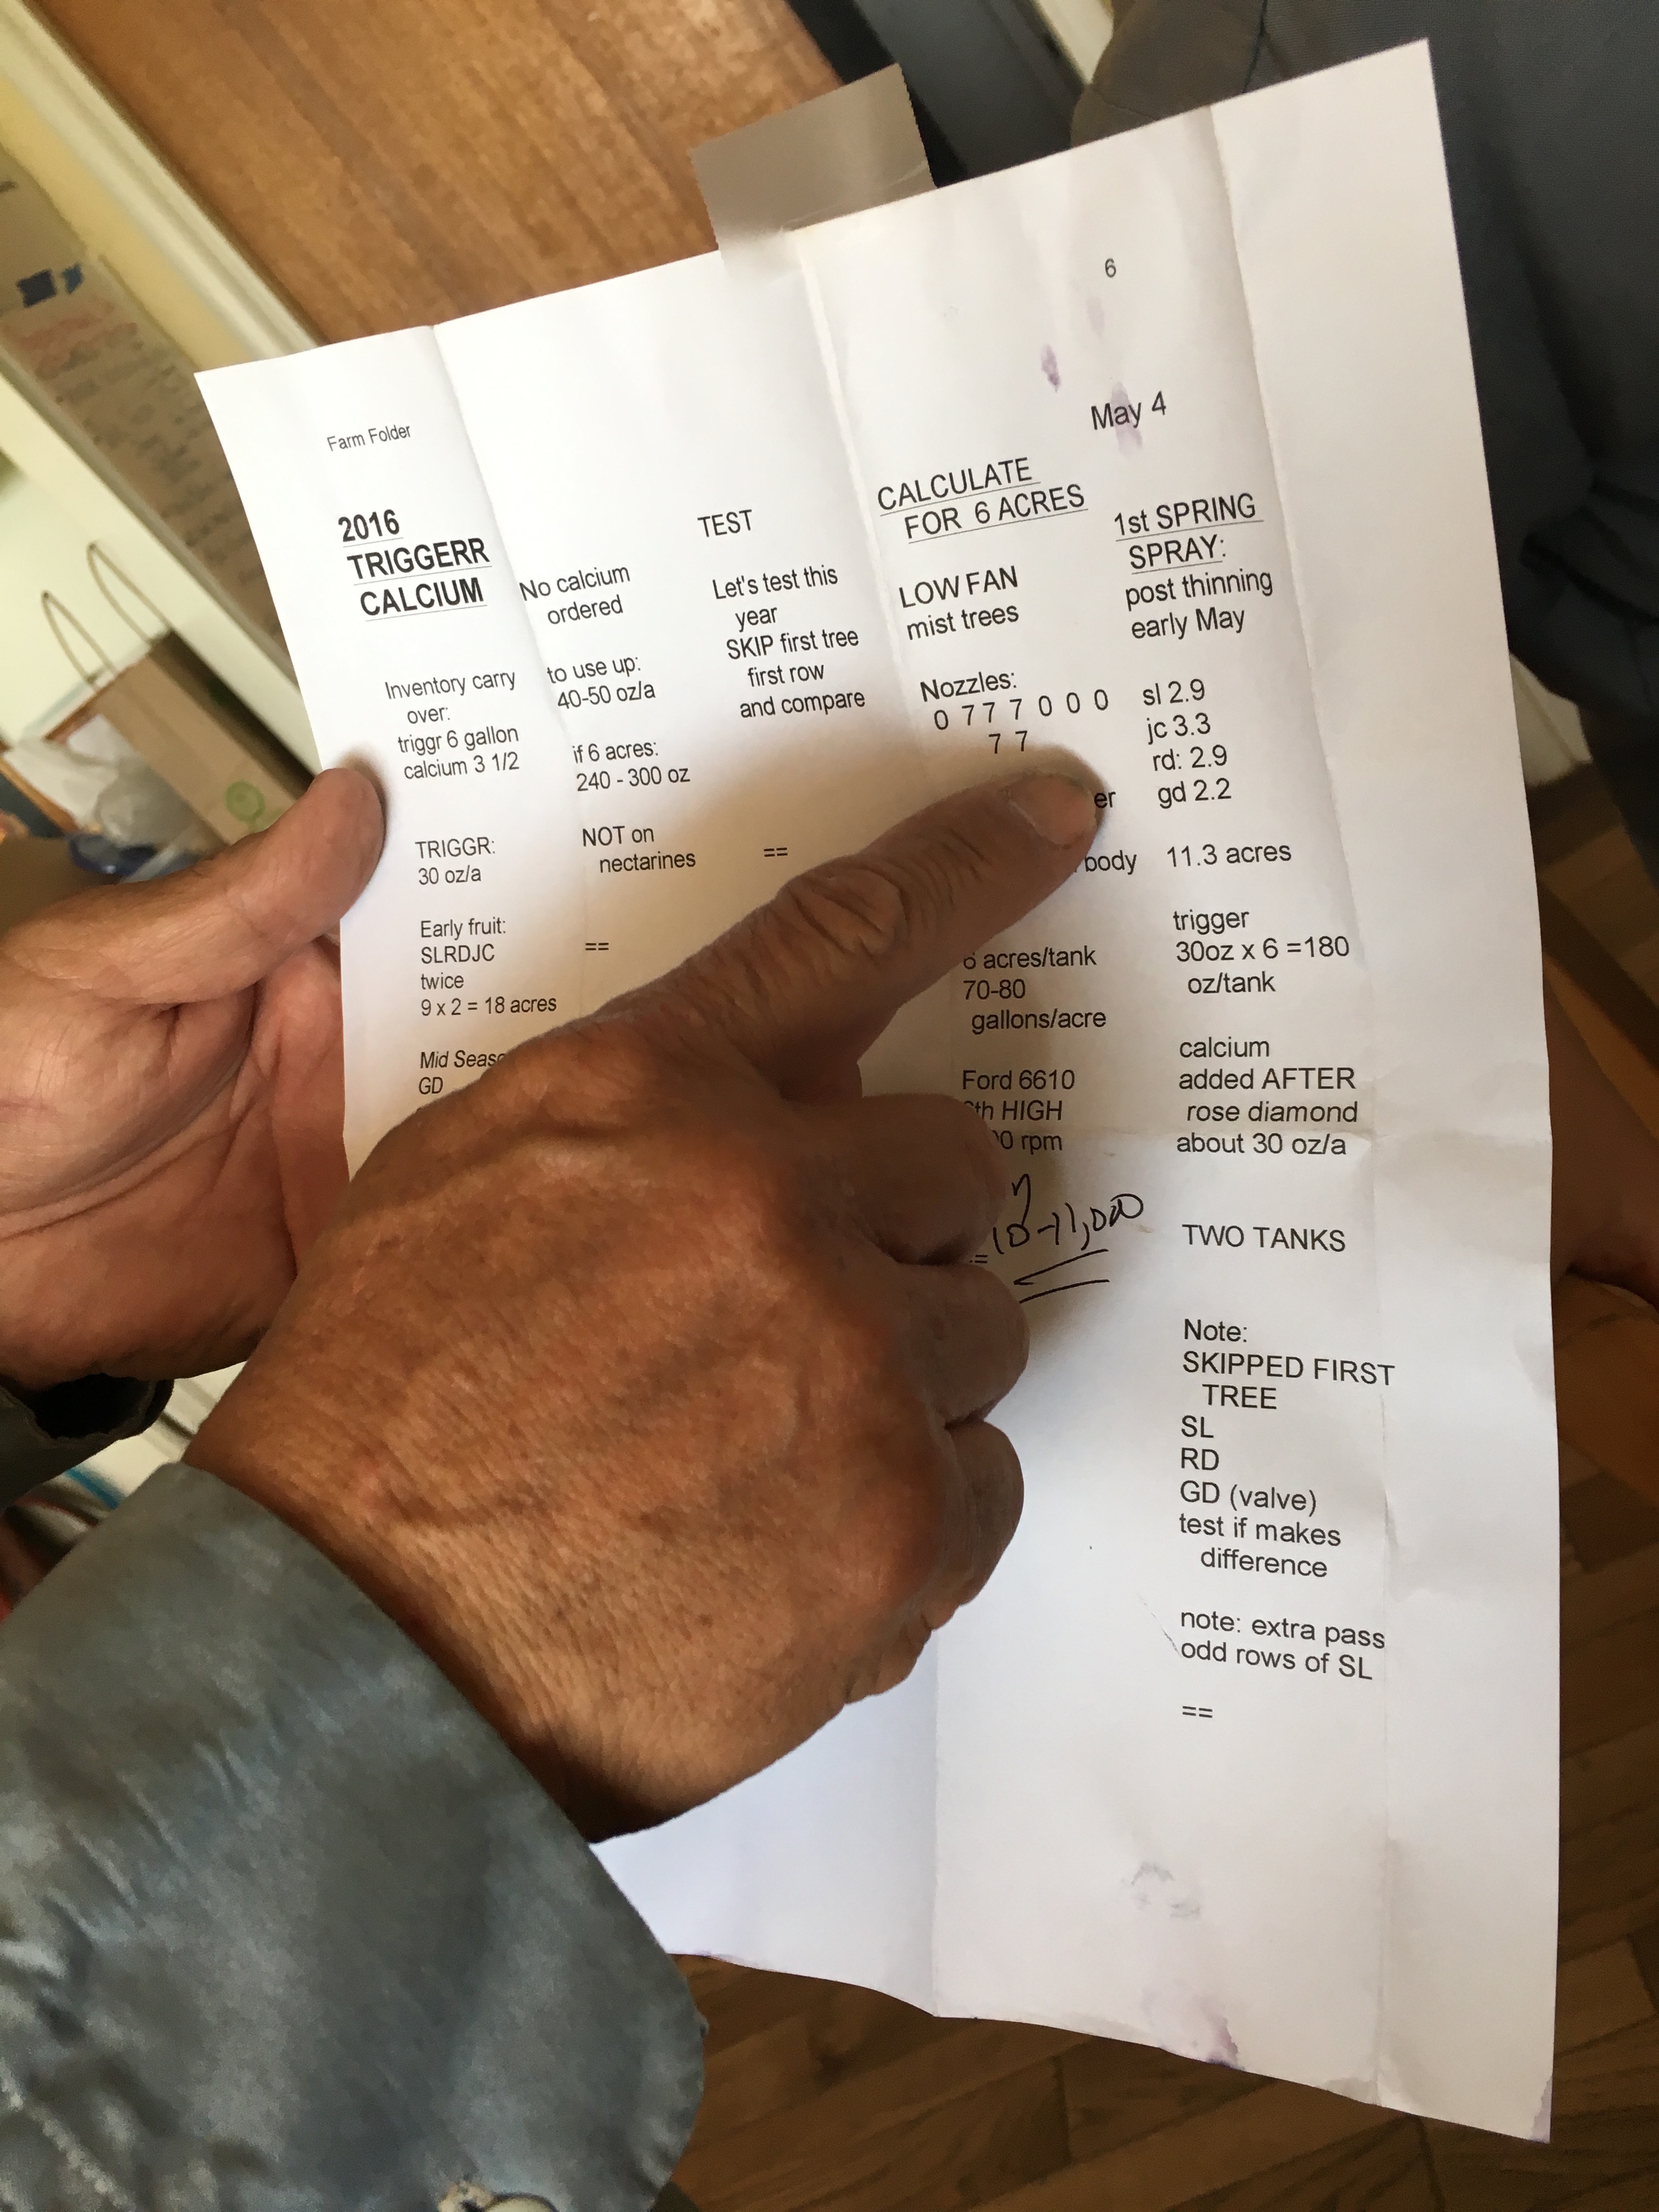 6
Farm Folder
May 4
2016
TRIGGERR
CALCIUM
Inventory carry
over:
triggr 6 gallon
calcium 3 1/2
TRIGGR:
30 oz/a
Early fruit:
SLRDJC
twice
9 x 2 = 18 acres
Mid
GD
No calcium
ordered
to use up:
40-50 oz/a
if 6 acres:
240 - 300 oz
NOT on
nectarines
==
TEST
Let's test this
year
SKIP first tree
first row
and compare
==
CALCULATE
FOR 6 ACRES
LOW FAN
mist trees
Nozzles:
0 7 7 7 0 0 0
7 7
body
6 acres/tank
70-80
gallons/acre
Ford 6610
HIGH
rpm
10-11,000
1st SPRING
SPRAY:
post thinning
early May
sl 2.9
jc 3.3
rd: 2.9
gd 2.2
11.3 acres
trigger
30oz x 6 =180
oz/tank
calcium
added AFTER
rose diamond
about 30 oz/a
TWO TANKS
Note:
SKIPPED FIRST
TREE
SL
RD
GD (valve)
test if makes
difference
note: extra pass
odd rows of SL
==